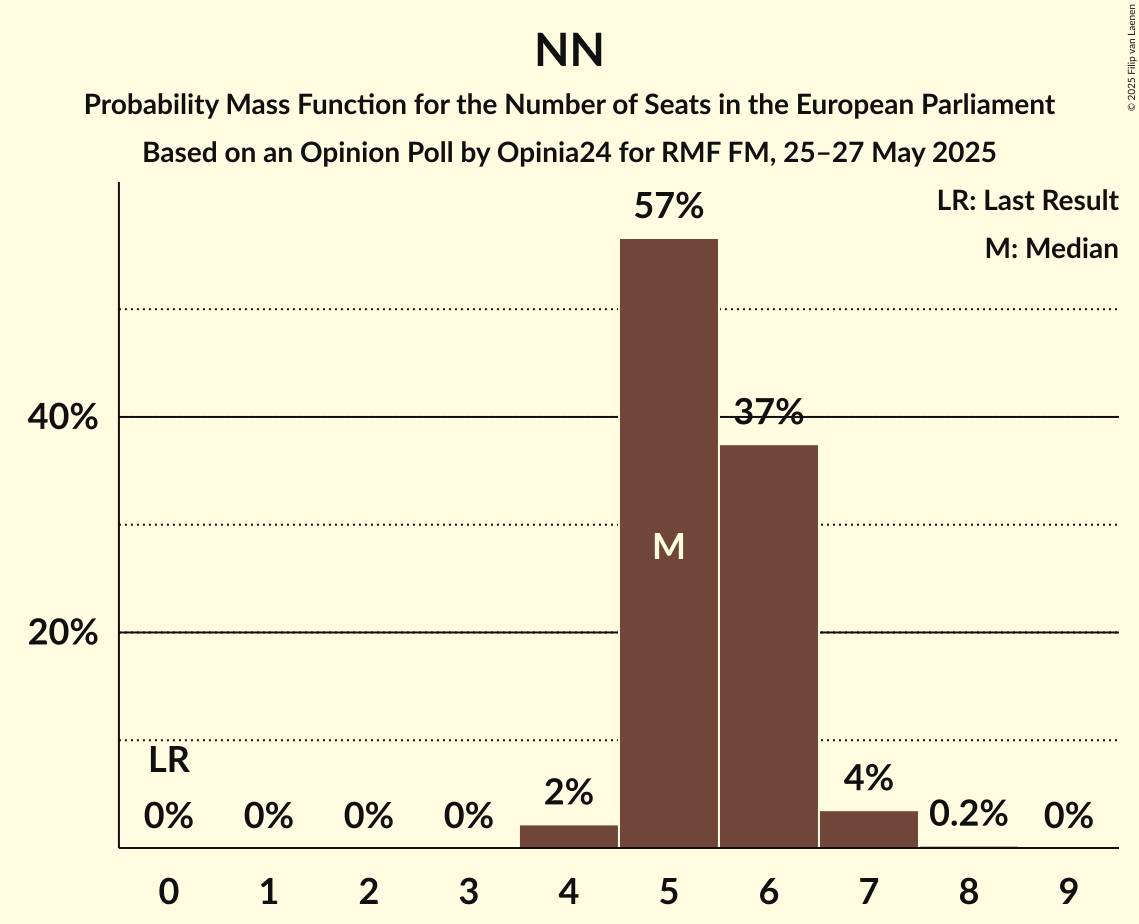 NN
Probability Mass Function for the Number of Seats in the European Parliament
Based on an Opinion Poll by Opinia24 for RMF FM, 25–27 May 2025
© 2025 Filip van Laenen
LR: Last Result
M: Median
57%
40%
37%
M
20%
LR
0%
0%
0%
0%
2%
4%
0.2%
0%
0
1
2
3
4
5
6
7
8
9